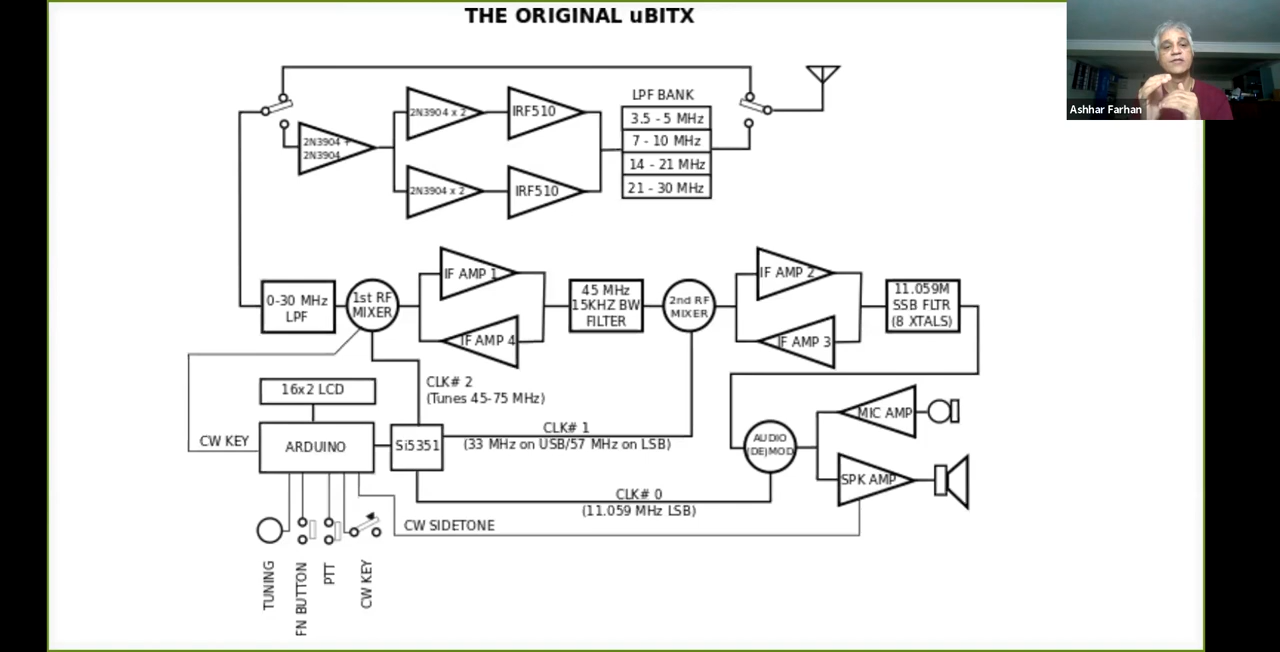 THE ORIGINAL uBITX
Ashhar Farhan
2N3904 +
2N3904
2N3904 x 2
IRF510
2N3904 x 2
IRF510
LPF BANK
3.5 - 5 MHz
7 - 10 MHz
14 - 21 MHz
21 - 30 MHz
0-30 MHz
LPF
1st RF
MIXER
IF AMP 1
IF AMP 4
45 MHz
15KHZ BW
FILTER
2nd RF
MIXER
IF AMP 2
IF AMP 3
11.059M
SSB FLTR
(8 XTALS)
16x2 LCD
CLK# 2
(Tunes 45-75 MHz)
CW KEY
ARDUINO
Si5351
CLK# 1
(33 MHz on USB/57 MHz on LSB)
AUDIO
(DE)MOD
MIC AMP
SPK AMP
CLK# 0
(11.059 MHz LSB)
CW SIDETONE
TUNING
FN BUTTON
PTT
CW KEY